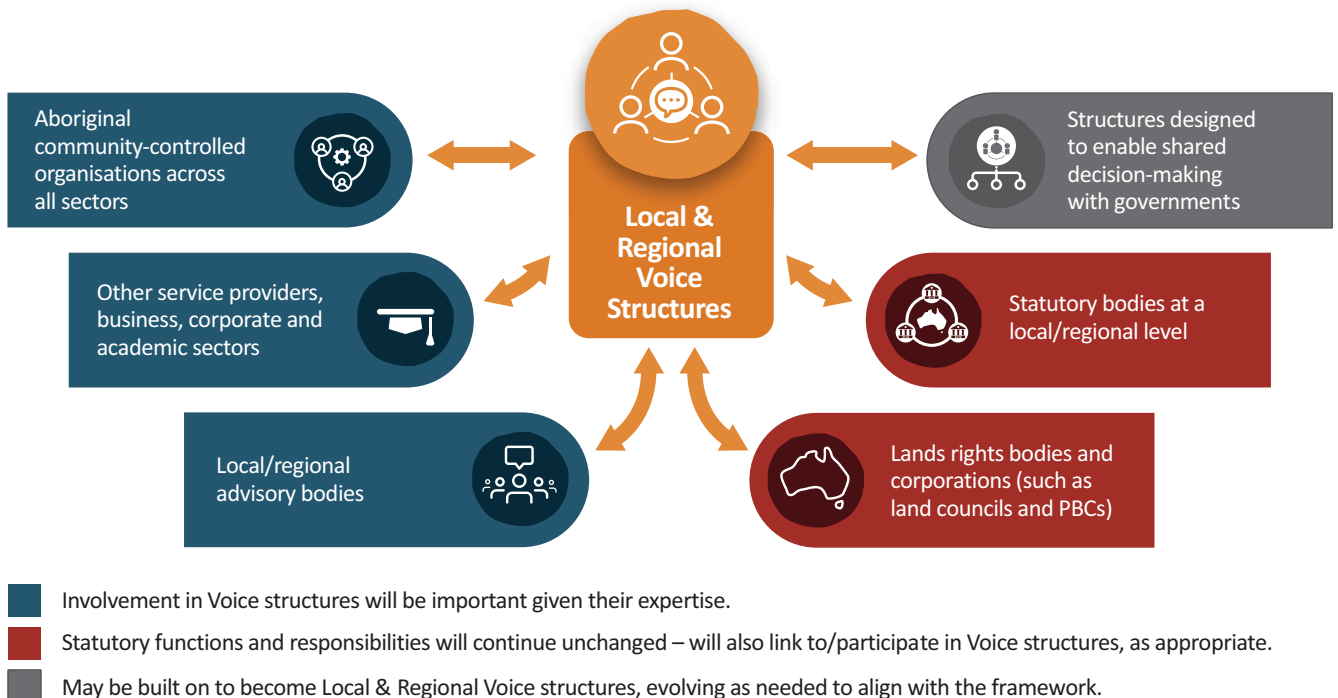 Aboriginal
community-controlled
organisations across
all sectors
Other service providers,
business, corporate and
academic sectors
Local/regional
advisory bodies
Local &
Regional
Voice
Structures
Structures designed
to enable shared
decision-making
with governments
Statutory bodies at a
local/regional level
Lands rights bodies and
corporations (such as
land councils and PBCs)
Involvement in Voice structures will be important given their expertise.
Statutory functions and responsibilities will continue unchanged – will also link to/participate in Voice structures, as appropriate.
May be built on to become Local & Regional Voice structures, evolving as needed to align with the framework.